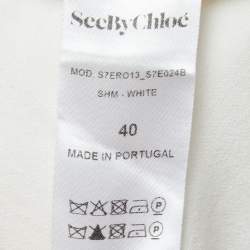 SeeByChloé
MOD: S7ERO13_S7E024B
SHM - WHITE
40
MADE IN PORTUGAL